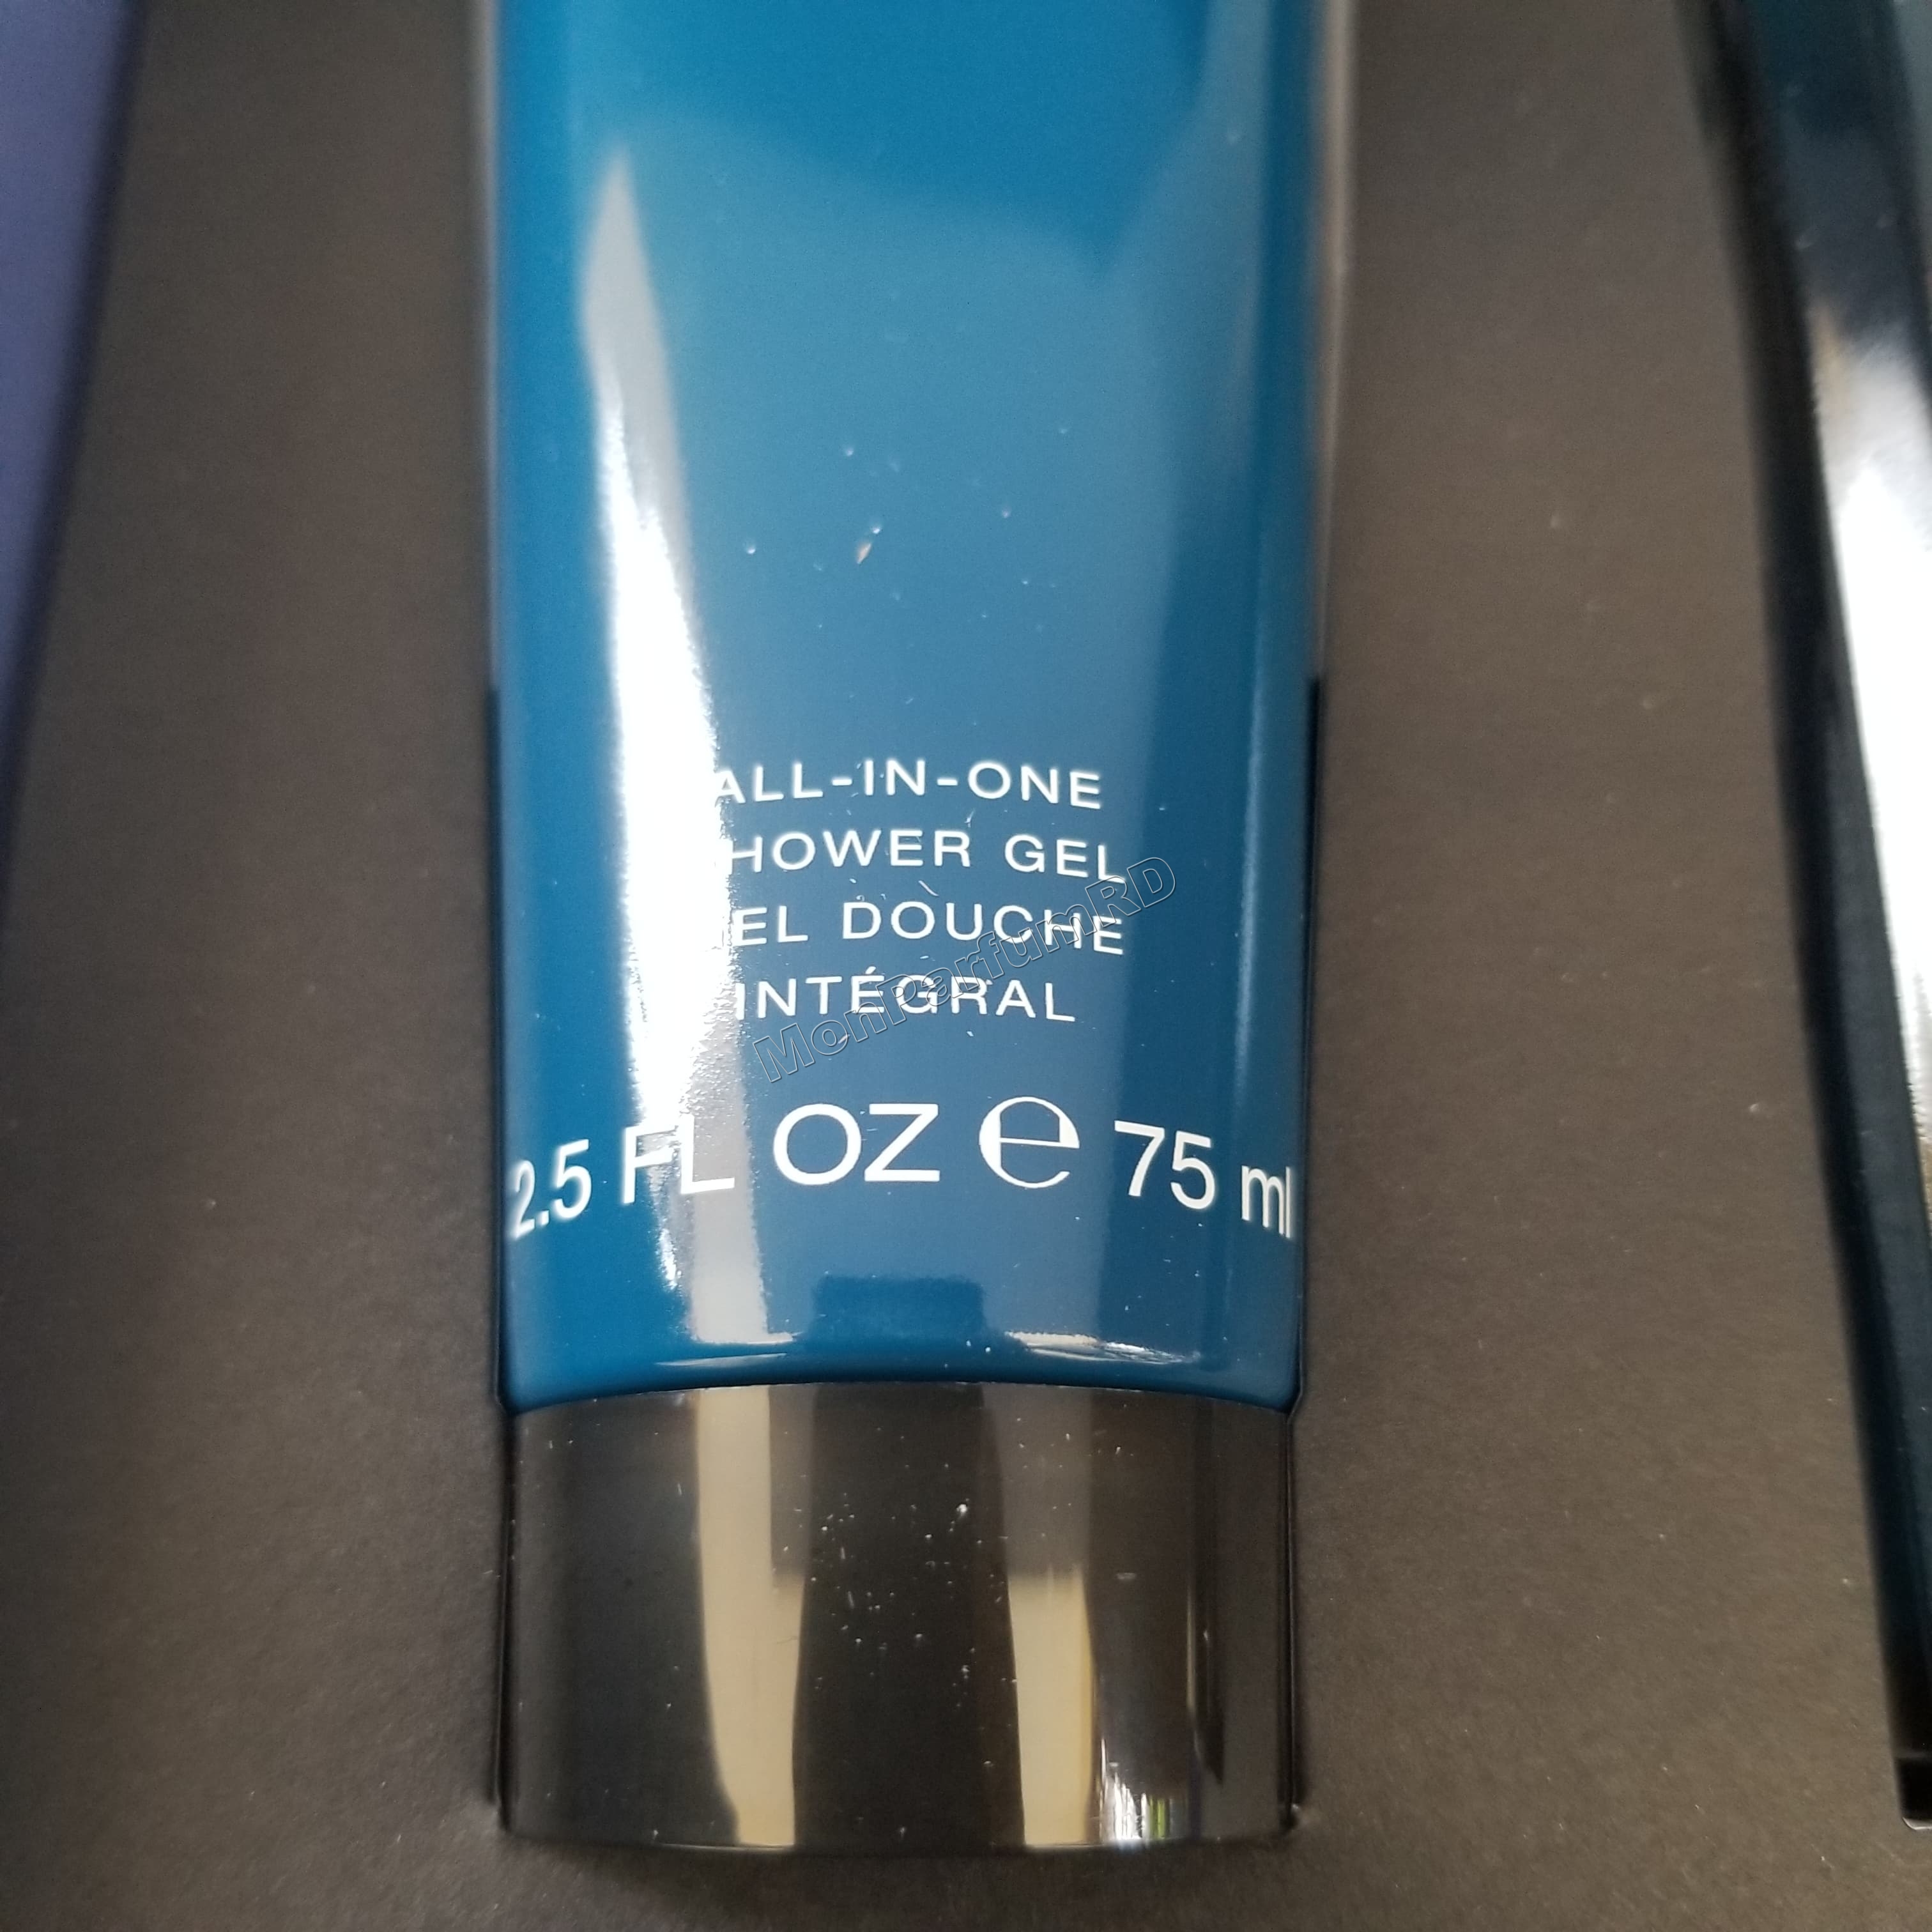 ALL-IN-ONE
HOWER GEL
EL DOUCHE
INTÉGRAL
MonParfumRD
2.5 FL OZ e 75 ml